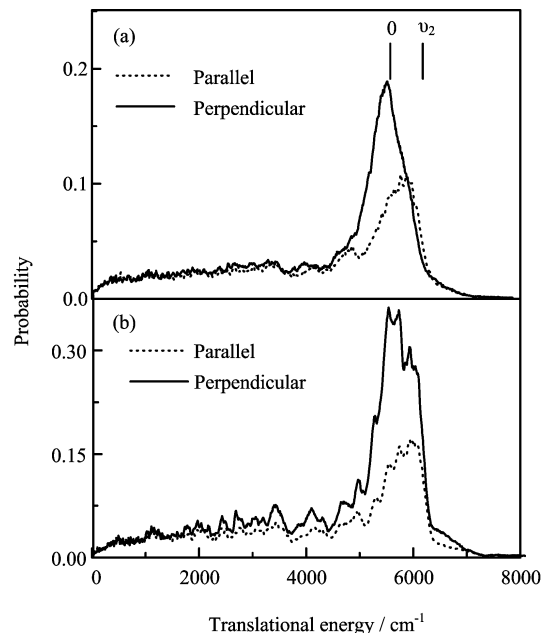 (a)
0 υ2
Parallel
Perpendicular
0.2
0.1
0.0
Probability
(b)
Parallel
Perpendicular
0.30
0.15
0.00
0 2000 4000 6000 8000
Translational energy / cm-1